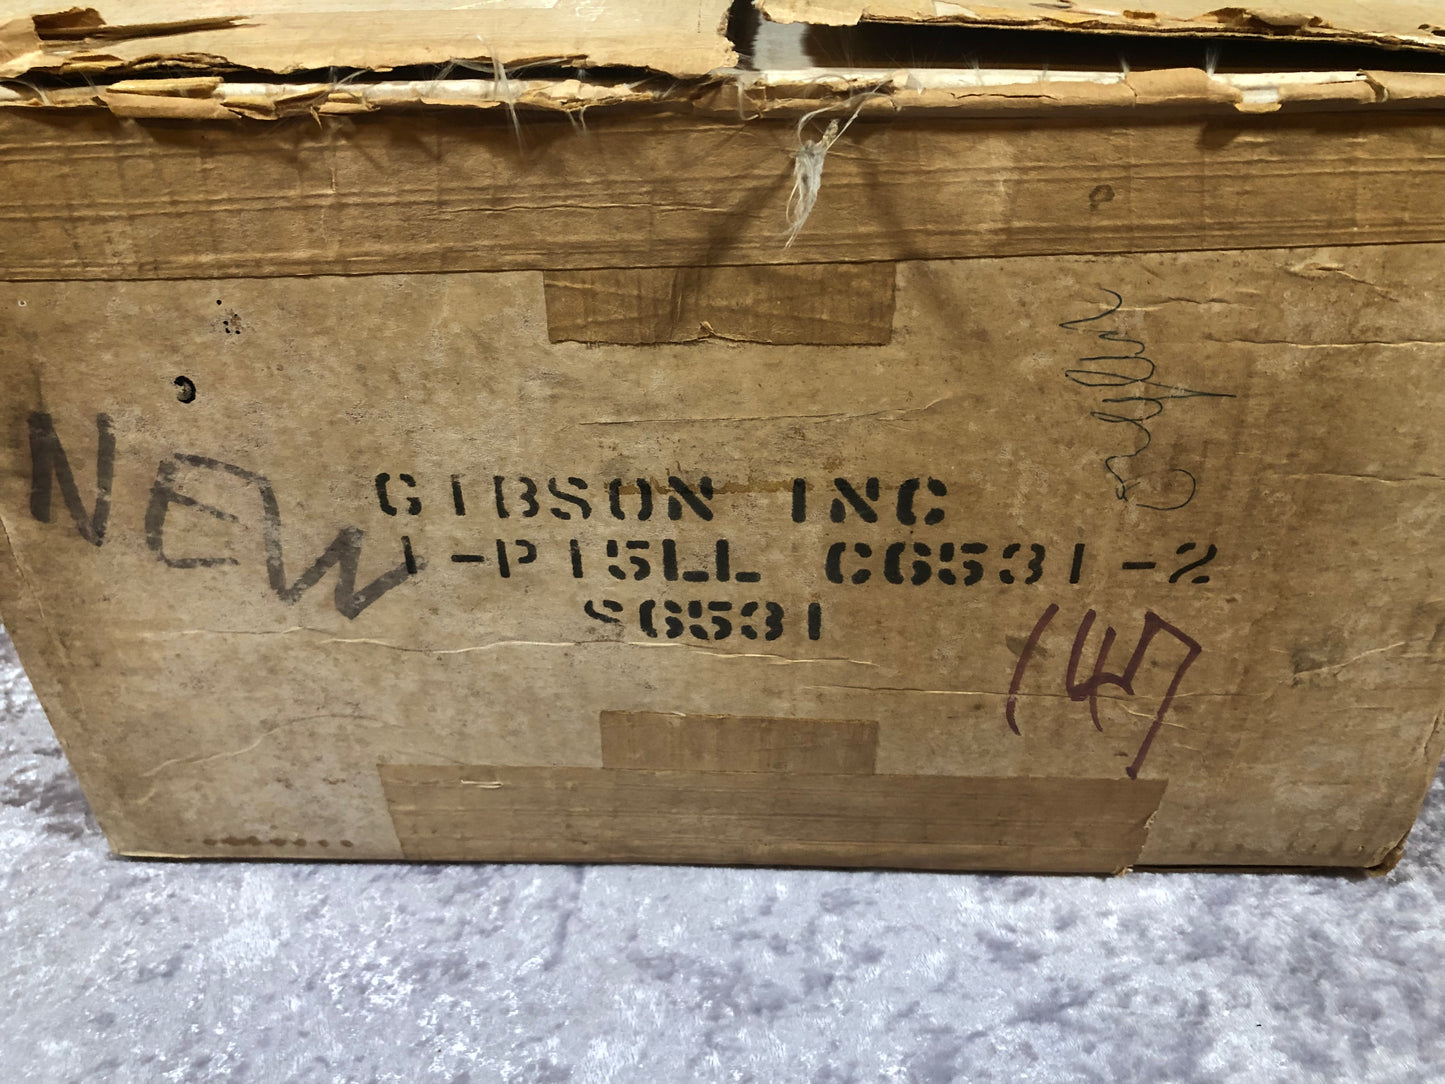 NEW
GIBSON INC
1-P15LL C6531-2
S6531
(147